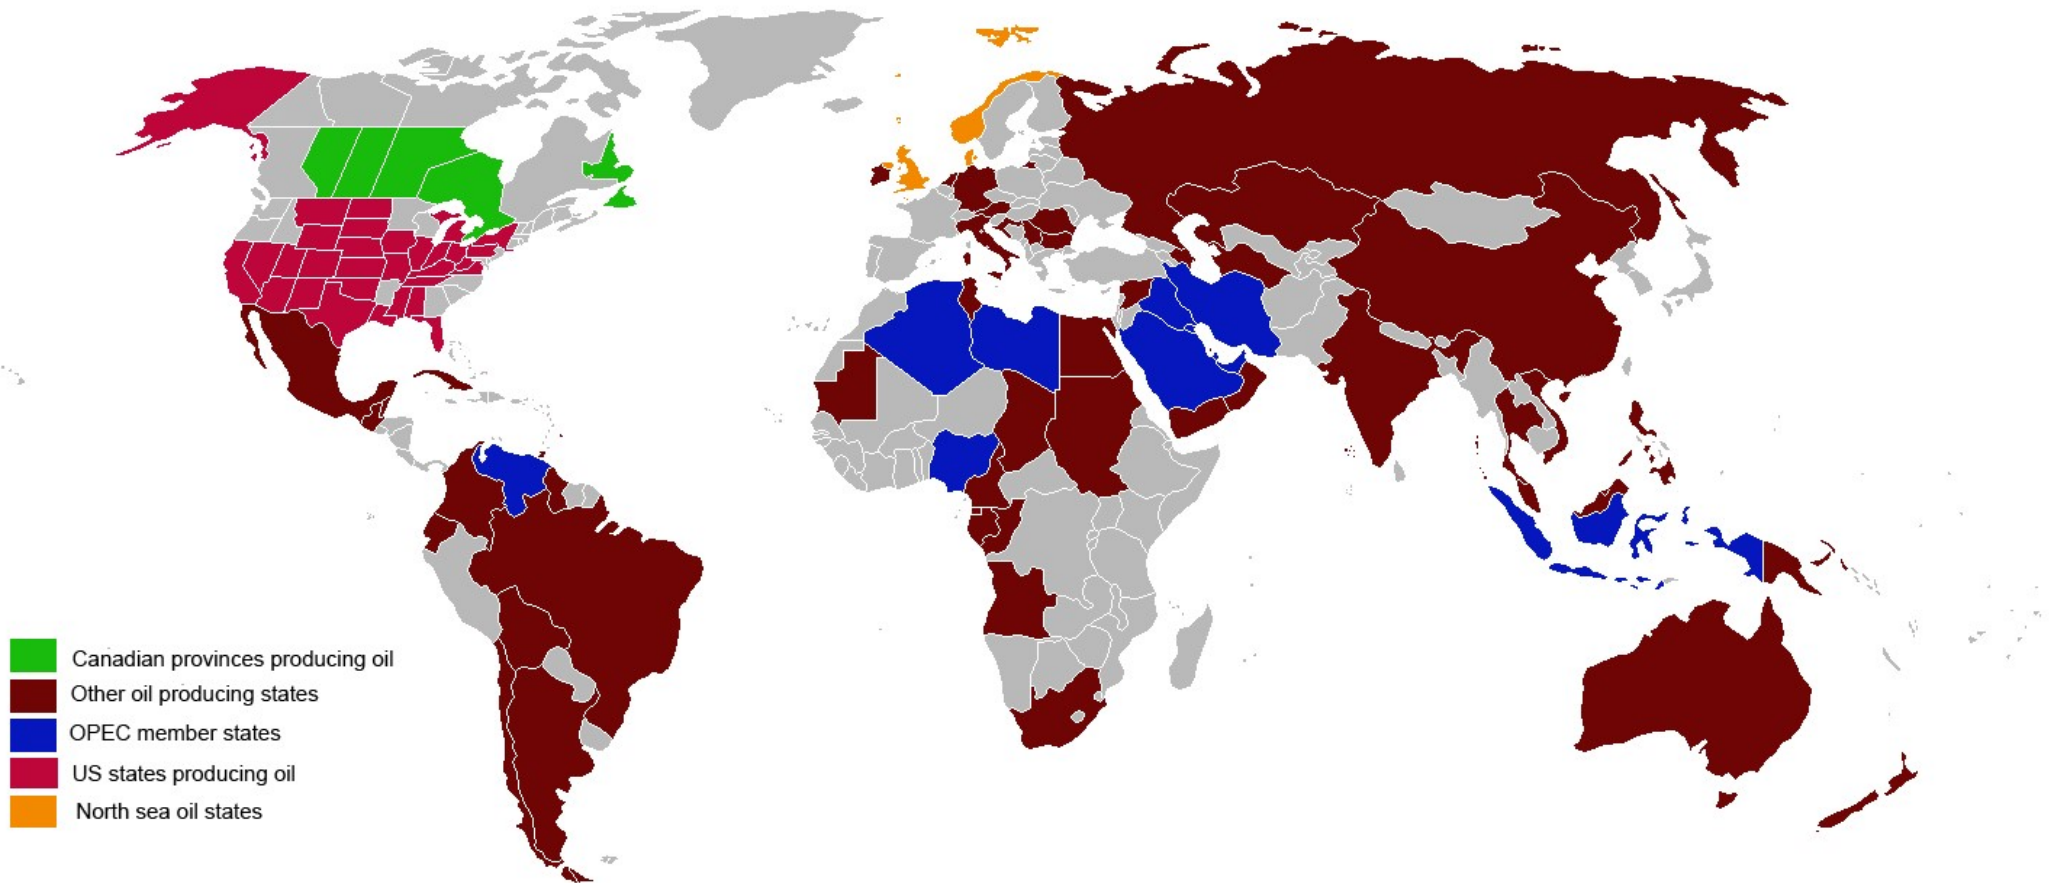 Canadian provinces producing oil
Other oil producing states
OPEC member states
US states producing oil
North sea oil states